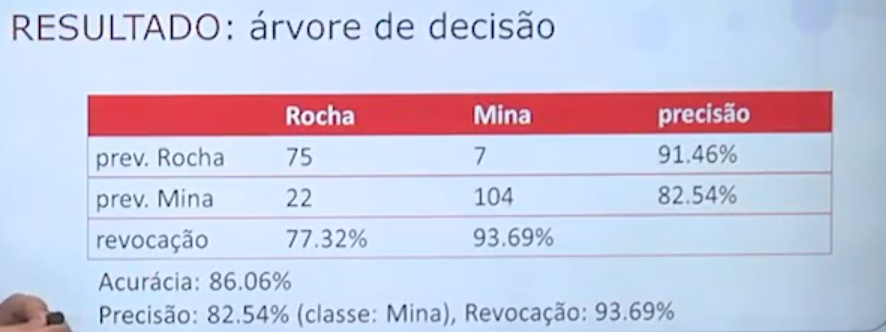 RESULTADO: árvore de decisão
Rocha Mina precisão
prev. Rocha 75 7 91.46%
prev. Mina 22 104 82.54%
revocação 77.32% 93.69%
Acurácia: 86.06%
Precisão: 82.54% (classe: Mina), Revocação: 93.69%